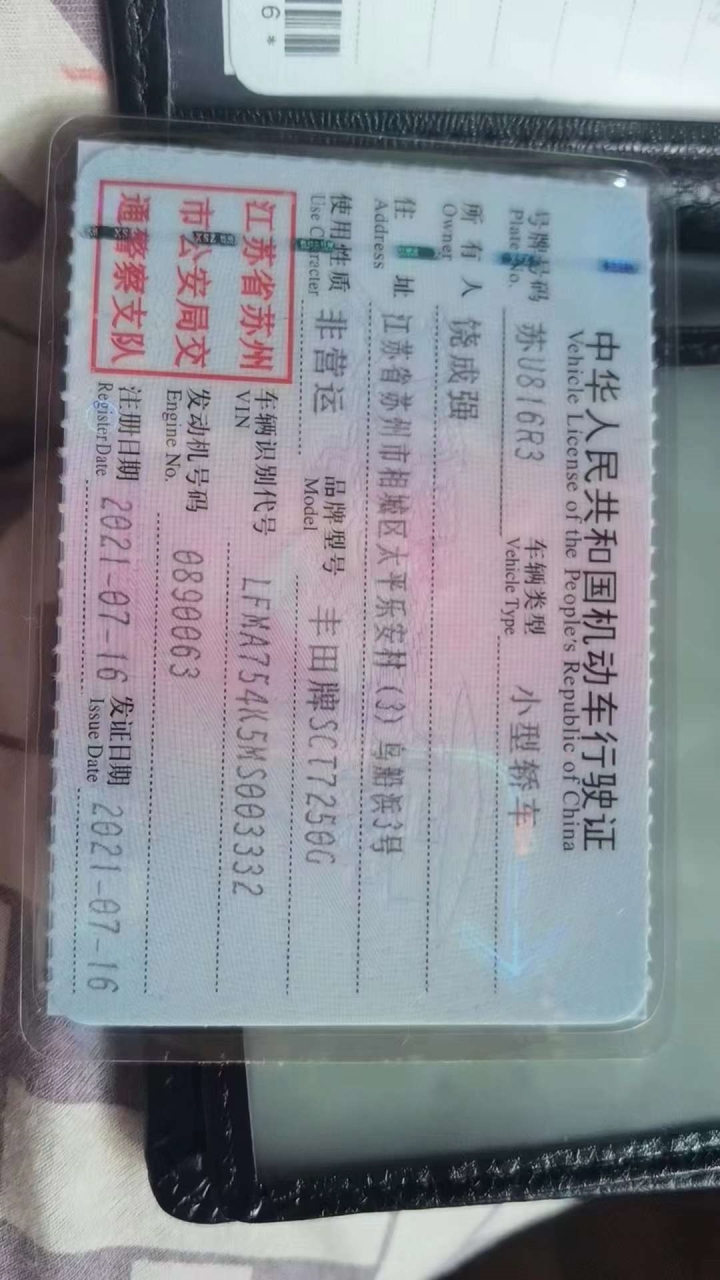 6*
中华人民共和国机动车行驶证
Vehicle License of the People's Republic of China
号牌号码 苏U816R3 车辆类型 小型轿车
Plate No. Vehicle Type
所有人 饶成强
Owner
住址 江苏省苏州市相城区太平乐安村(3)鸟船浜3号
Address
使用性质 非营运 品牌型号 丰田牌SCT7250G
Use Character Model
江苏省苏州
市公安局交
通警察支队
车辆识别代号 LFMA754K5MS003332
VIN
发动机号码 0890063
Engine No.
注册日期 2021-07-16 发证日期 2021-07-16
Register Date Issue Date